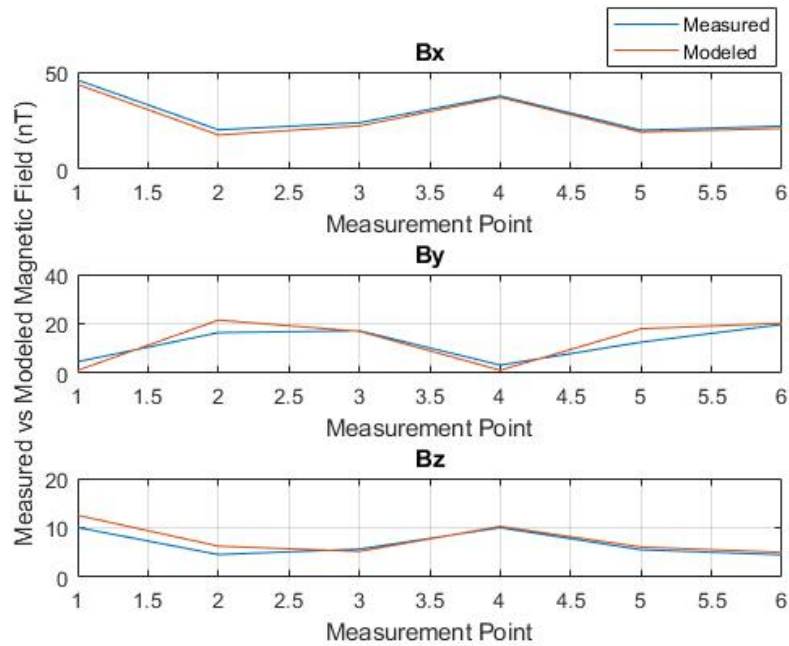 Measured
Modeled
Bx
50
0
1 1.5 2 2.5 3 3.5 4 4.5 5 5.5 6
Measurement Point
By
40
20
0
1 1.5 2 2.5 3 3.5 4 4.5 5 5.5 6
Measurement Point
Bz
20
10
0
1 1.5 2 2.5 3 3.5 4 4.5 5 5.5 6
Measurement Point
Measured vs Modeled Magnetic Field (nT)